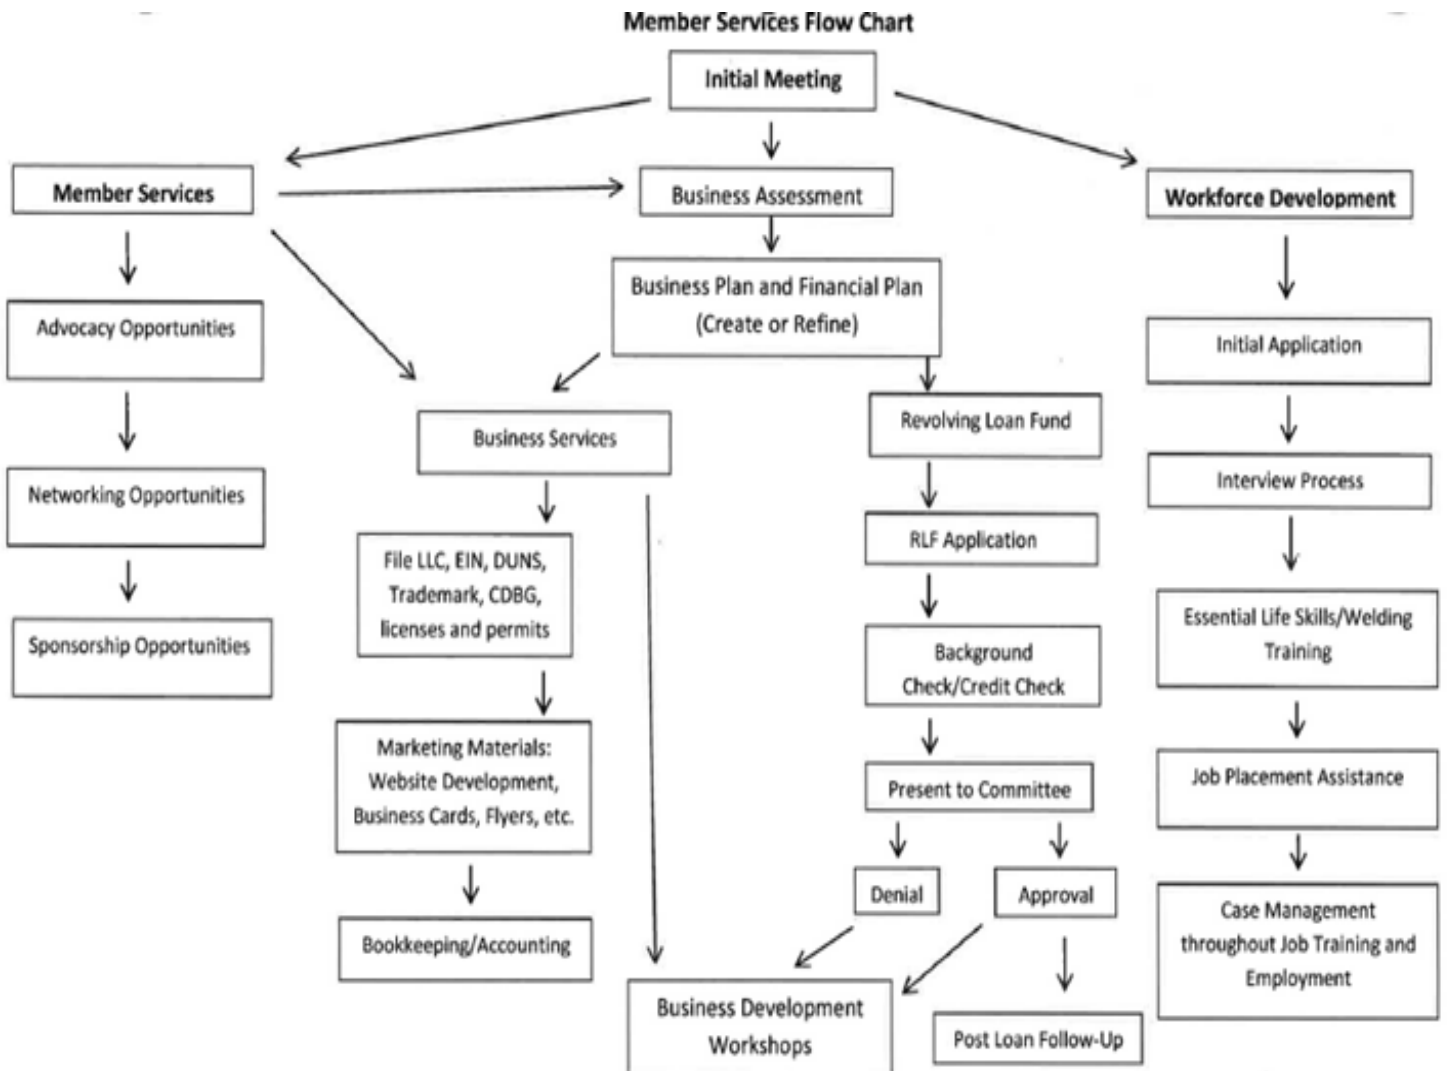 Member Services Flow Chart
Initial Meeting
Member Services
Business Assessment
Workforce Development
Business Plan and Financial Plan
(Create or Refine)
Advocacy Opportunities
Initial Application
Revolving Loan Fund
Business Services
Networking Opportunities
Interview Process
RLF Application
File LLC, EIN, DUNS,
Trademark, CDBG,
licenses and permits
Sponsorship Opportunities
Essential Life Skills/Welding
Training
Background
Check/Credit Check
Marketing Materials:
Website Development,
Business Cards, Flyers, etc.
Present to Committee
Job Placement Assistance
Denial
Approval
Case Management
throughout Job Training and
Employment
Bookkeeping/Accounting
Business Development
Workshops
Post Loan Follow-Up